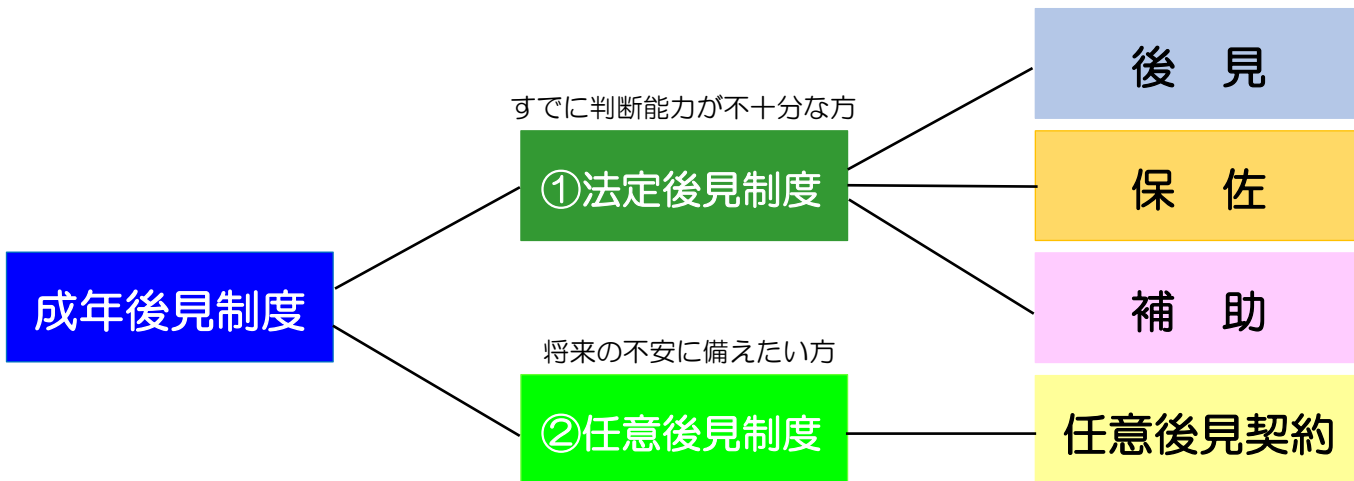 成年後見制度
すでに判断能力が不十分な方
①法定後見制度
後　見
保　佐
補　助
将来の不安に備えたい方
②任意後見制度
任意後見契約